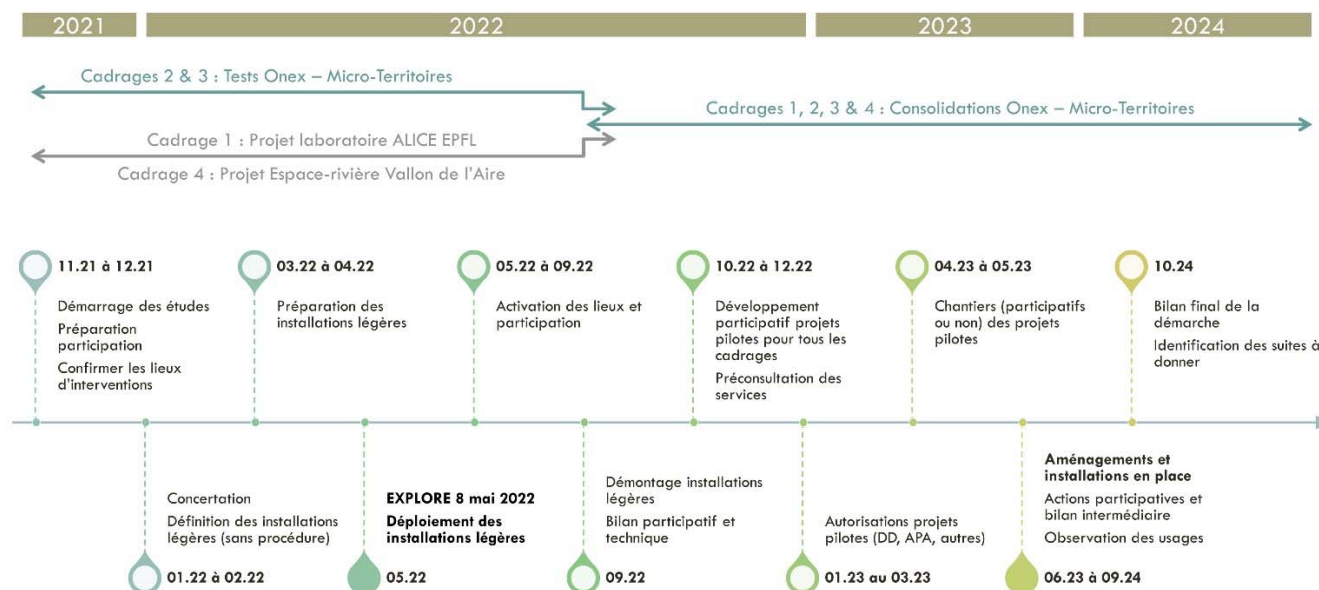 2021
2022
2023
2024
Cadrages 2 & 3 : Tests Onex – Micro-Territoires
Cadrages 1, 2, 3 & 4 : Consolidations Onex – Micro-Territoires
Cadrage 1 : Projet laboratoire ALICE EPFL
Cadrage 4 : Projet Espace-rivière Vallon de l'Aire
11.21 à 12.21
Démarrage des études
Préparation
participation
Confirmer les lieux
d'interventions
03.22 à 04.22
Préparation des
installations légères
05.22 à 09.22
Activation des lieux et
participation
10.22 à 12.22
Développement
participatif projets
pilotes pour tous les
cadrages
Préconsultation des
services
04.23 à 05.23
Chantiers (participatifs
ou non) des projets
pilotes
10.24
Bilan final de la
démarche
Identification des suites à
donner
Concertation
Définition des installations
légères (sans procédure)
01.22 à 02.22
EXPLORE 8 mai 2022
Déploiement des
installations légères
05.22
Démontage installations
légères
Bilan participatif et
technique
09.22
Autorisations projets
pilotes (DD, APA, autres)
01.23 au 03.23
Aménagements et
installations en place
Actions participatives et
bilan intermédiaire
Observation des usages
06.23 à 09.24